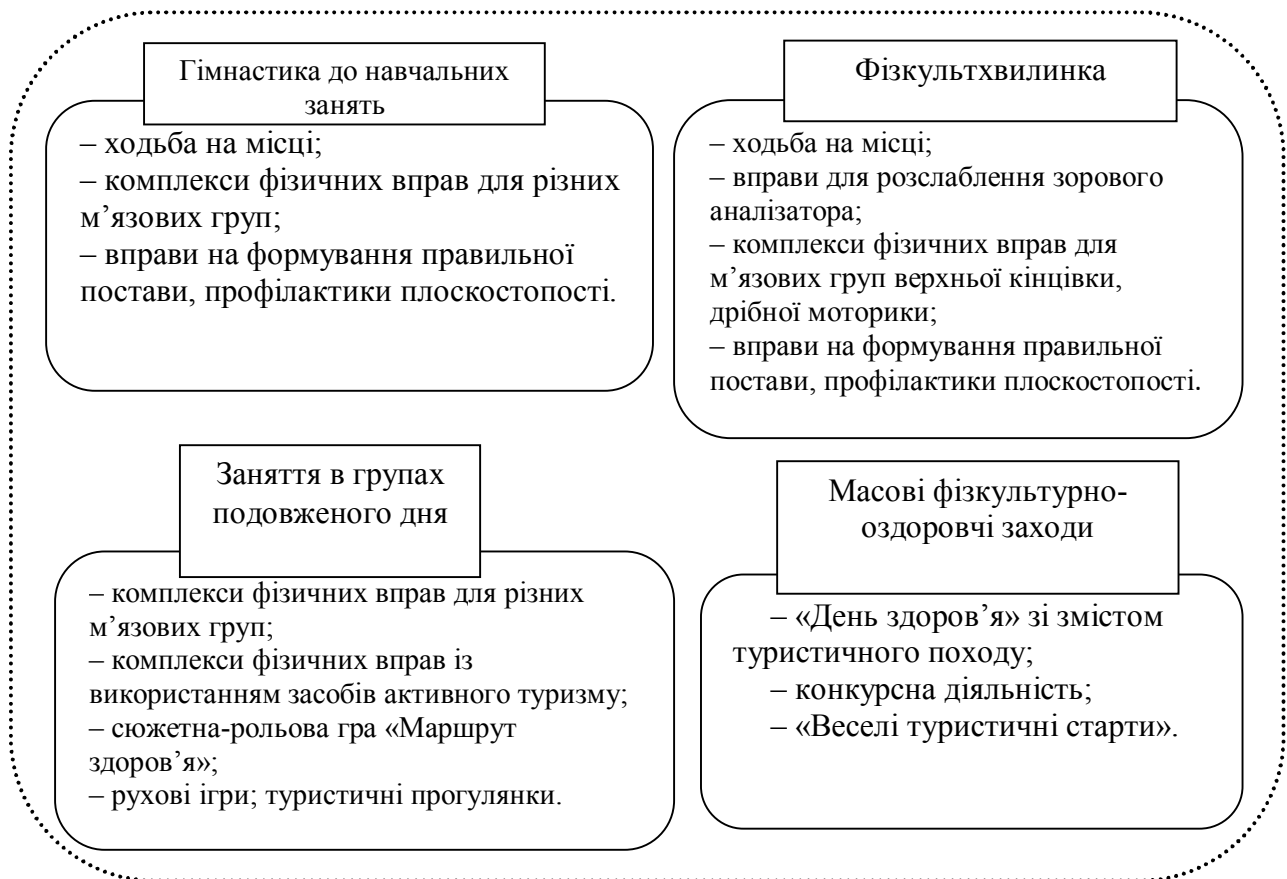 Гімнастика до навчальних
занять
– ходьба на місці;
– комплекси фізичних вправ для різних
м’язових груп;
– вправи на формування правильної
постави, профілактики плоскостопості.
Фізкультхвилинка
– ходьба на місці;
– вправи для розслаблення зорового
аналізатора;
– комплекси фізичних вправ для
м’язових груп верхньої кінцівки,
дрібної моторики;
– вправи на формування правильної
постави, профілактики плоскостопості.
Заняття в групах
подовженого дня
– комплекси фізичних вправ для різних
м’язових груп;
– комплекси фізичних вправ із
використанням засобів активного туризму;
– сюжетна-рольова гра «Маршрут
здоров’я»;
– рухові ігри; туристичні прогулянки.
Масові фізкультурно-
оздоровчі заходи
– «День здоров’я» зі змістом
туристичного походу;
– конкурсна діяльність;
– «Веселі туристичні старти».